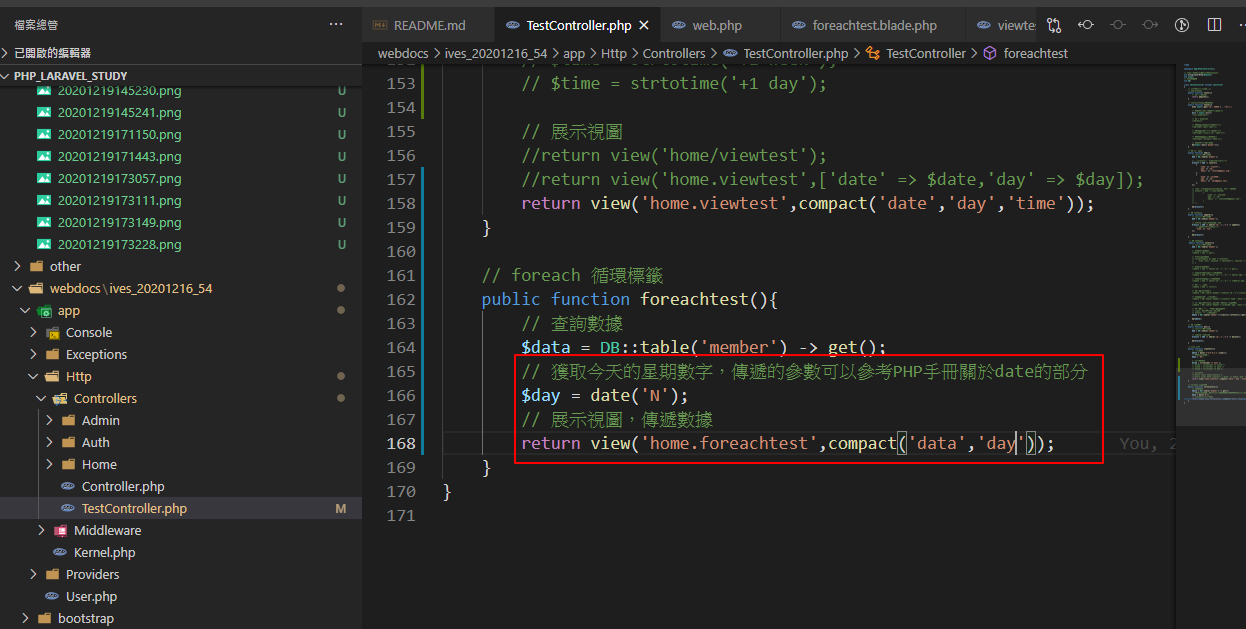 檔案總管 ···
已開啟的編輯器
PHP_LARAVEL_STUDY
20201219145230.png U
20201219145241.png U
20201219171150.png U
20201219171443.png U
20201219173057.png U
20201219173111.png U
20201219173149.png U
20201219173228.png U
other
webdocs\ives_20201216_54
app
Console
Exceptions
Http
Controllers
Admin
Auth
Home
Controller.php
TestController.php M
Middleware
Kernel.php
Providers
User.php
bootstrap
README.md TestController.php web.php foreachtest.blade.php viewtes
webdocs > ives_20201216_54 > app > Http > Controllers > TestController.php > TestController > foreachtest
153 // $time = strtotime('+1 day');
154
155 // 展示視圖
156 //return view('home/viewtest');
157 //return view('home.viewtest',['date' => $date,'day' => $day]);
158 return view('home.viewtest',compact('date','day','time'));
159 }
160
161 // foreach 循環標籤
162 public function foreachtest(){
163 // 查詢數據
164 $data = DB::table('member') -> get();
165 // 獲取今天的星期數字，傳遞的參數可以參考PHP手冊關於date的部分
166 $day = date('N');
167 // 展示視圖，傳遞數據
168 return view('home.foreachtest',compact('data','day')); You, 2
169 }
170 }
171